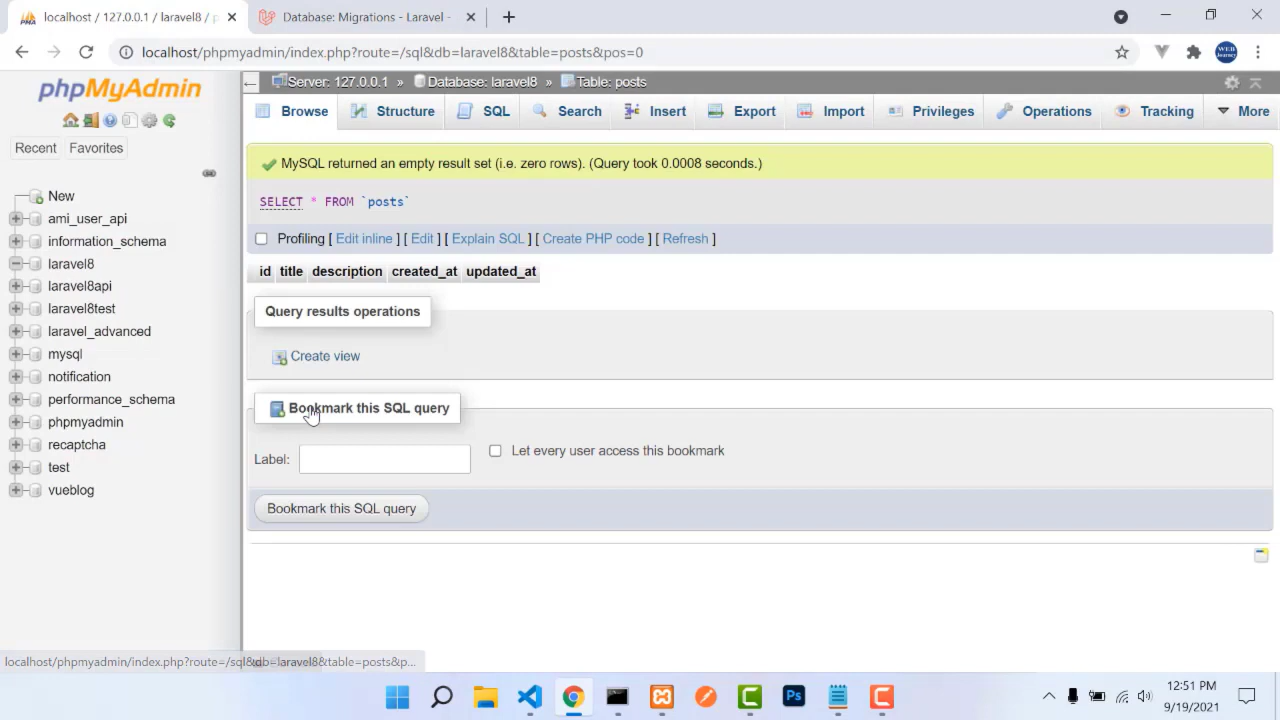 localhost / 127.0.0.1 / laravel8 / p
Database: Migrations - Laravel -
localhost/phpmyadmin/index.php?route=/sql&db=laravel8&table=posts&pos=0
phpMyAdmin
Recent
Favorites
New
ami_user_api
information_schema
laravel8
laravel8api
laravel8test
laravel_advanced
mysql
notification
performance_schema
phpmyadmin
recaptcha
test
vueblog
Server: 127.0.0.1 » Database: laravel8 » Table: posts
Browse Structure SQL Search Insert Export Import Privileges Operations Tracking More
MySQL returned an empty result set (i.e. zero rows). (Query took 0.0008 seconds.)
SELECT * FROM `posts`
Profiling [ Edit inline ] [ Edit ] [ Explain SQL ] [ Create PHP code ] [ Refresh ]
id title description created_at updated_at
Query results operations
Create view
Bookmark this SQL query
Label:
Let every user access this bookmark
Bookmark this SQL query
localhost/phpmyadmin/index.php?route=/sql&db=laravel8&table=posts&p...
Ps
12:51 PM
9/19/2021